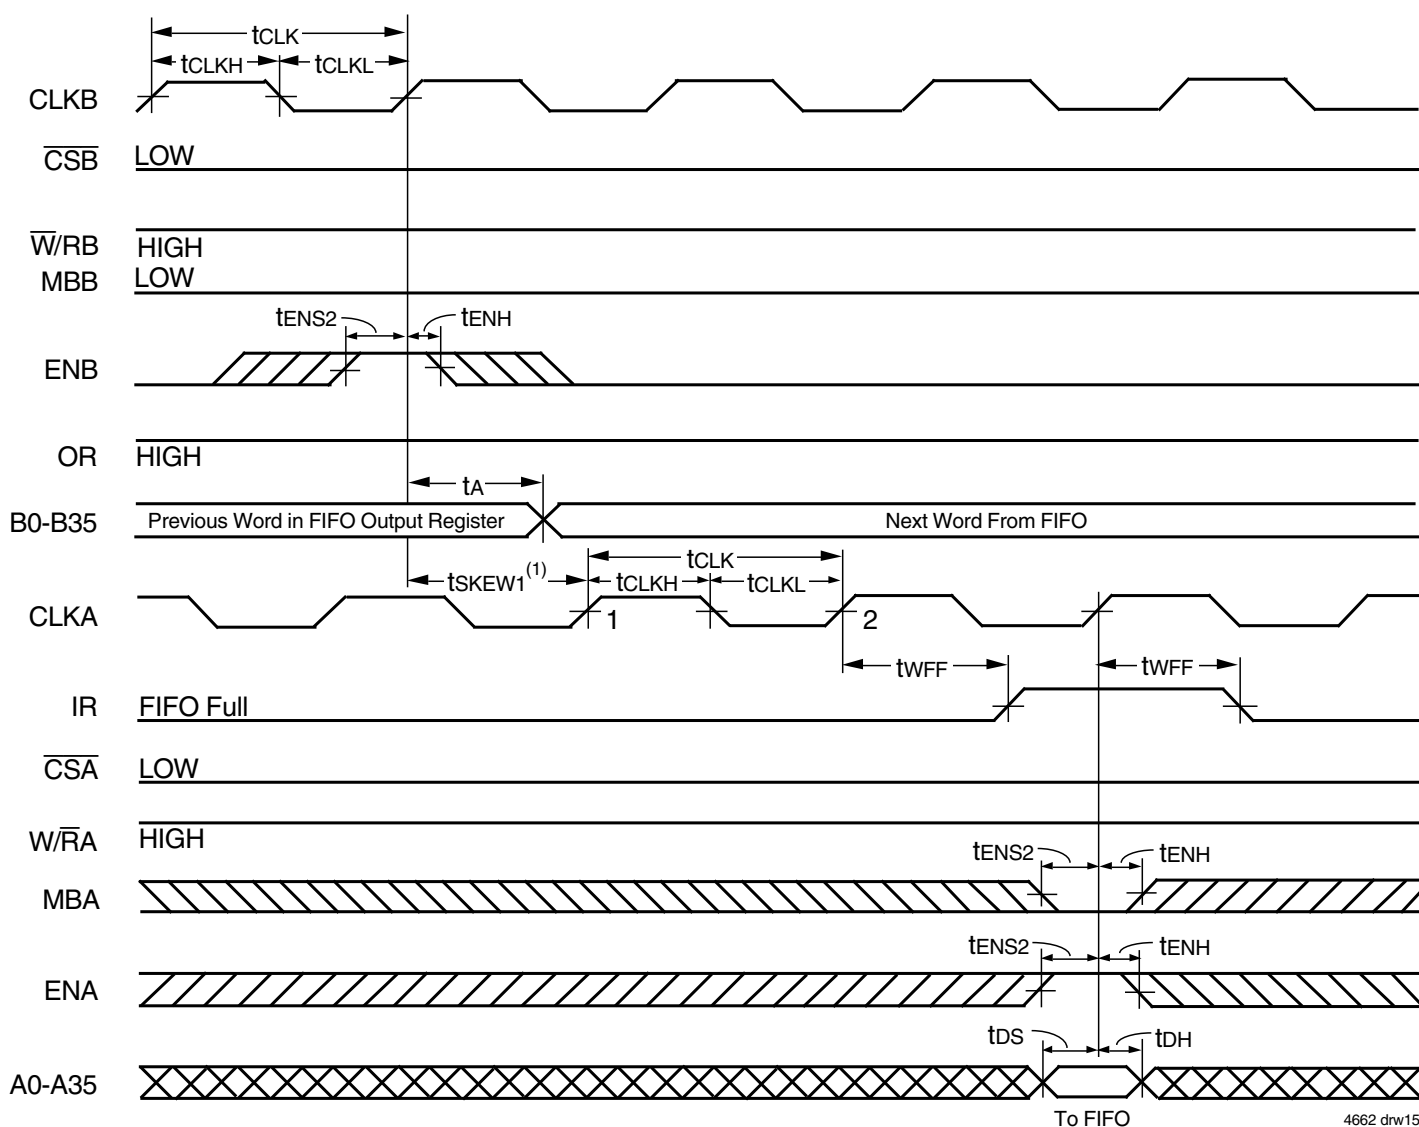 tCLK
tCLKH tCLKL
CLKB
CSB LOW
W/RB HIGH
MBB LOW
tENS2 tENH
ENB
OR HIGH
tA
B0-B35 Previous Word in FIFO Output Register Next Word From FIFO
tCLK
tSKEW1(1) tCLKH tCLKL
CLKA 1 2
tWFF tWFF
IR FIFO Full
CSA LOW
W/RA HIGH
tENS2 tENH
MBA
tENS2 tENH
ENA
tDS tDH
A0-A35
To FIFO
4662 drw15